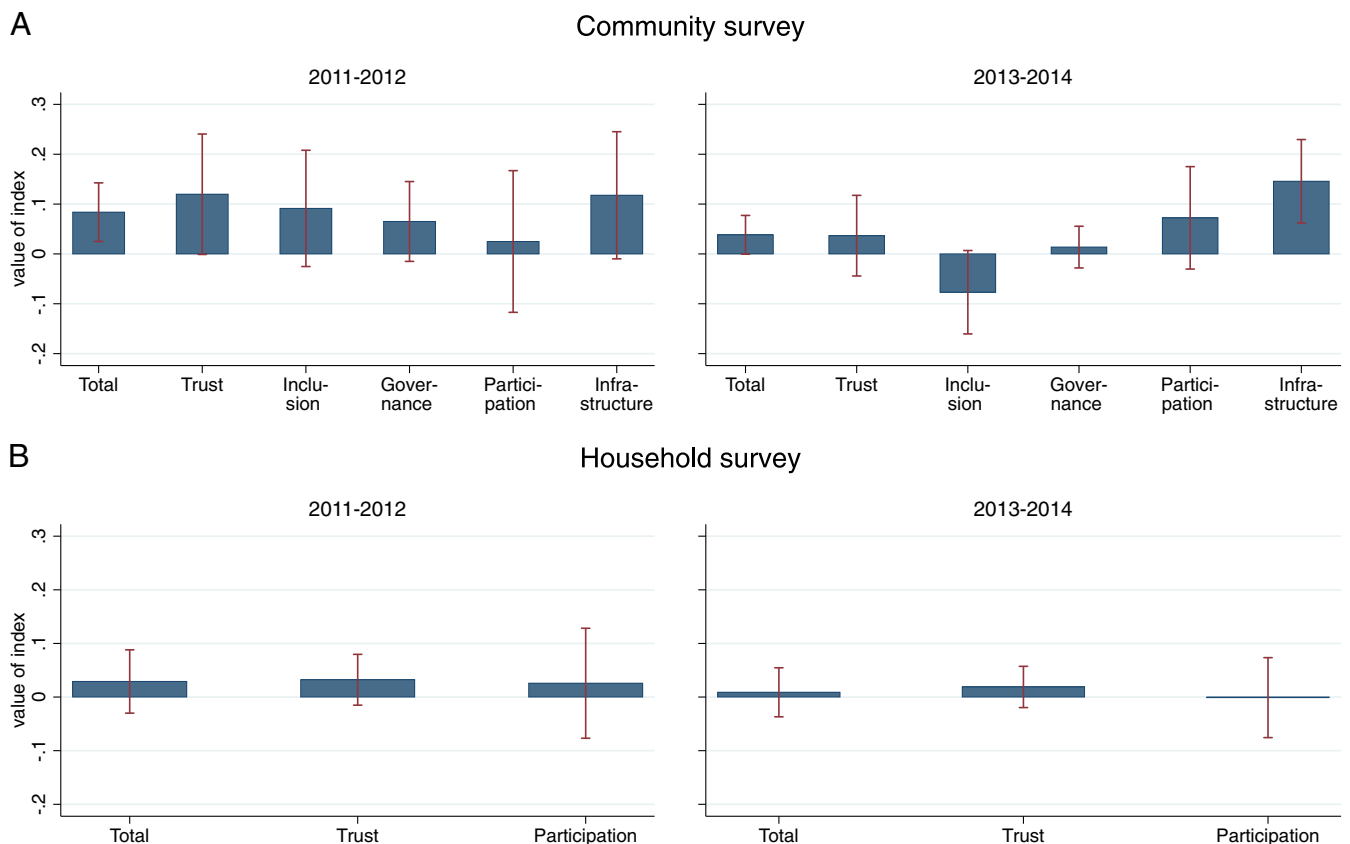 A
Community survey
2011-2012
2013-2014
value of index
.3
.2
.1
0
-.1
-.2
Total Trust Inclu- Gover- Partici- Infra-
sion nance pation structure
Total Trust Inclu- Gover- Partici- Infra-
sion nance pation structure
B
Household survey
2011-2012
2013-2014
value of index
.3
.2
.1
0
-.1
-.2
Total Trust Participation
Total Trust Participation